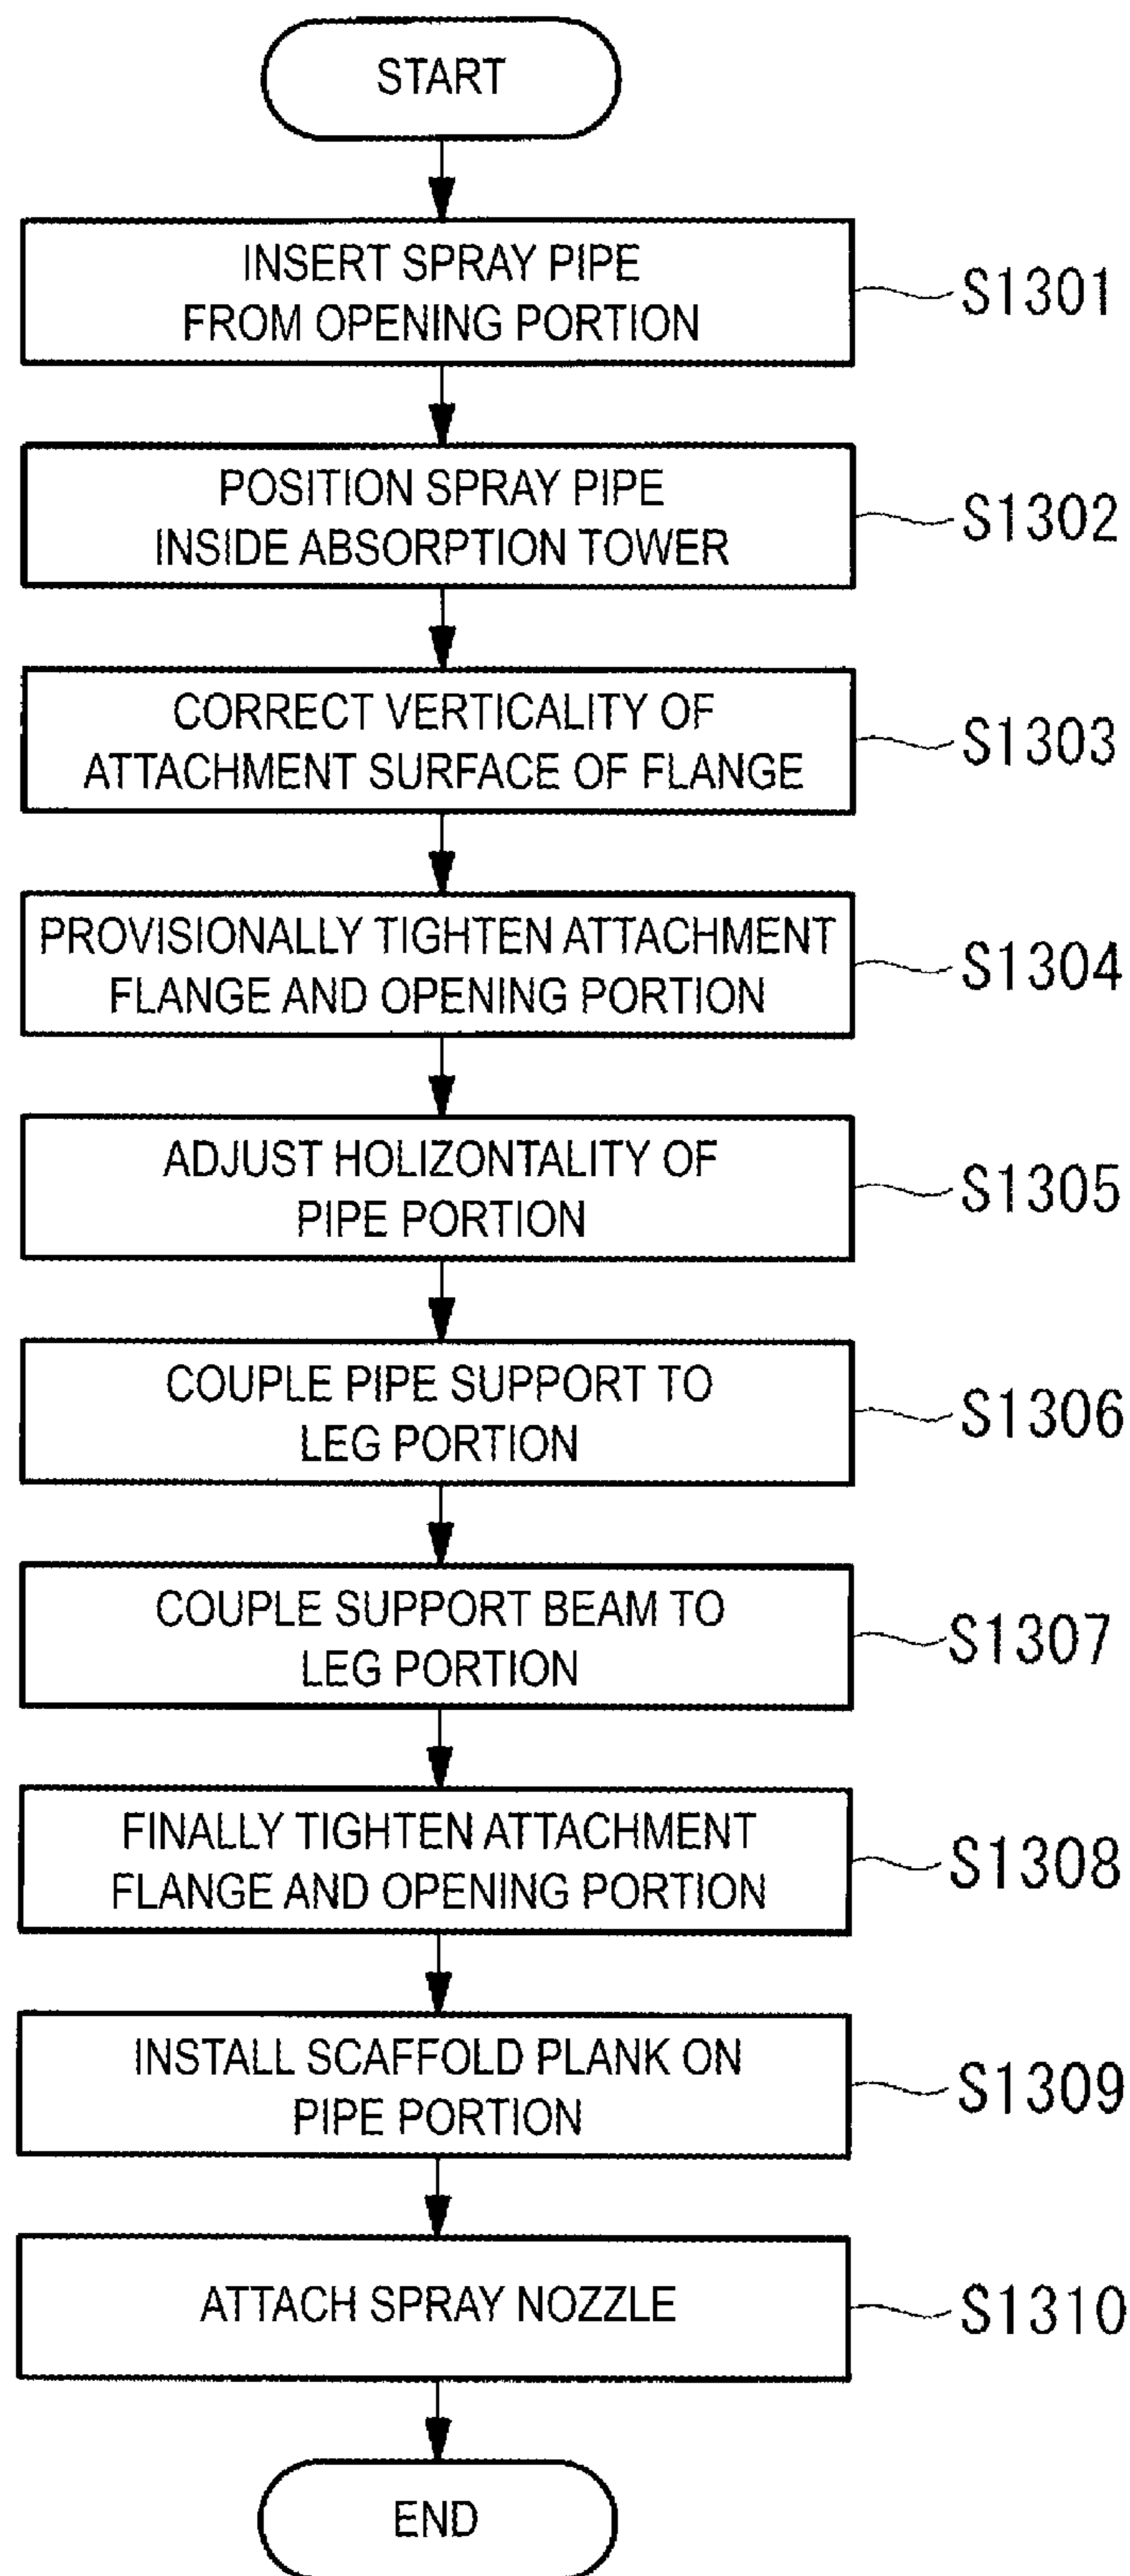 START
INSERT SPRAY PIPE
FROM OPENING PORTION
S1301
POSITION SPRAY PIPE
INSIDE ABSORPTION TOWER
S1302
CORRECT VERTICALITY OF
ATTACHMENT SURFACE OF FLANGE
S1303
PROVISIONALLY TIGHTEN ATTACHMENT
FLANGE AND OPENING PORTION
S1304
ADJUST HOLIZONTALITY OF
PIPE PORTION
S1305
COUPLE PIPE SUPPORT TO
LEG PORTION
S1306
COUPLE SUPPORT BEAM TO
LEG PORTION
S1307
FINALLY TIGHTEN ATTACHMENT
FLANGE AND OPENING PORTION
S1308
INSTALL SCAFFOLD PLANK ON
PIPE PORTION
S1309
ATTACH SPRAY NOZZLE
S1310
END